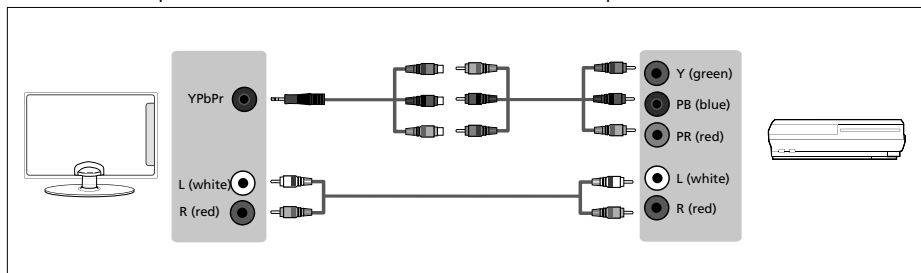 YPbPr
L (white)
R (red)
Y (green)
PB (blue)
PR (red)
L (white)
R (red)